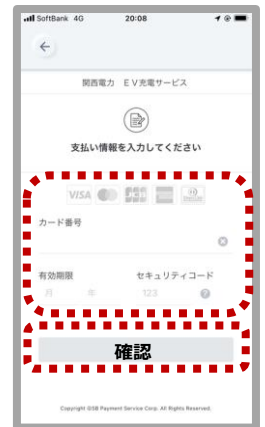 SoftBank 4G 20:08
関西電力 EV充電サービス
支払い情報を入力してください
VISA JCB
カード番号
有効期限 セキュリティコード
月 年 123 ?
確認
Copyright ©SB Payment Service Corp. All Rights Reserved.